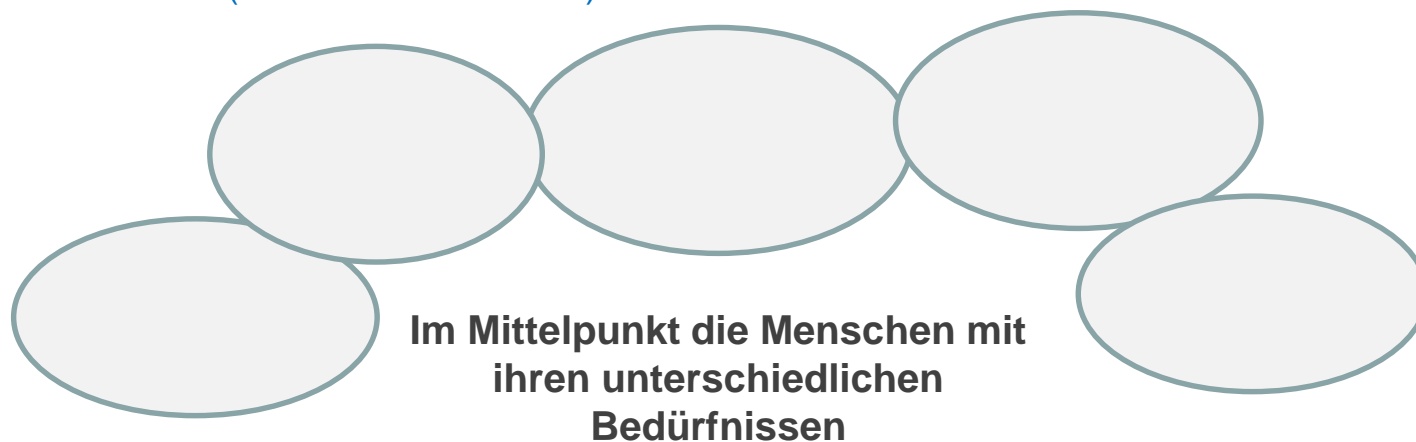 Im Mittelpunkt die Menschen mit
ihren unterschiedlichen
Bedürfnissen